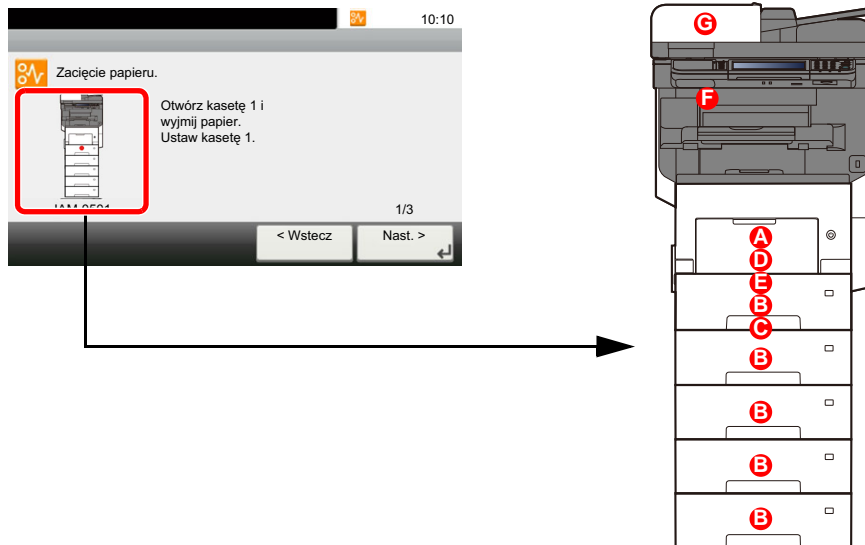 10:10
Zacięcie papieru.
Otwórz kasetę 1 i
wyjmij papier.
Ustaw kasetę 1.
1/3
< Wstecz
Nast. >
G
F
A
D
E
B
C
B
B
B
B